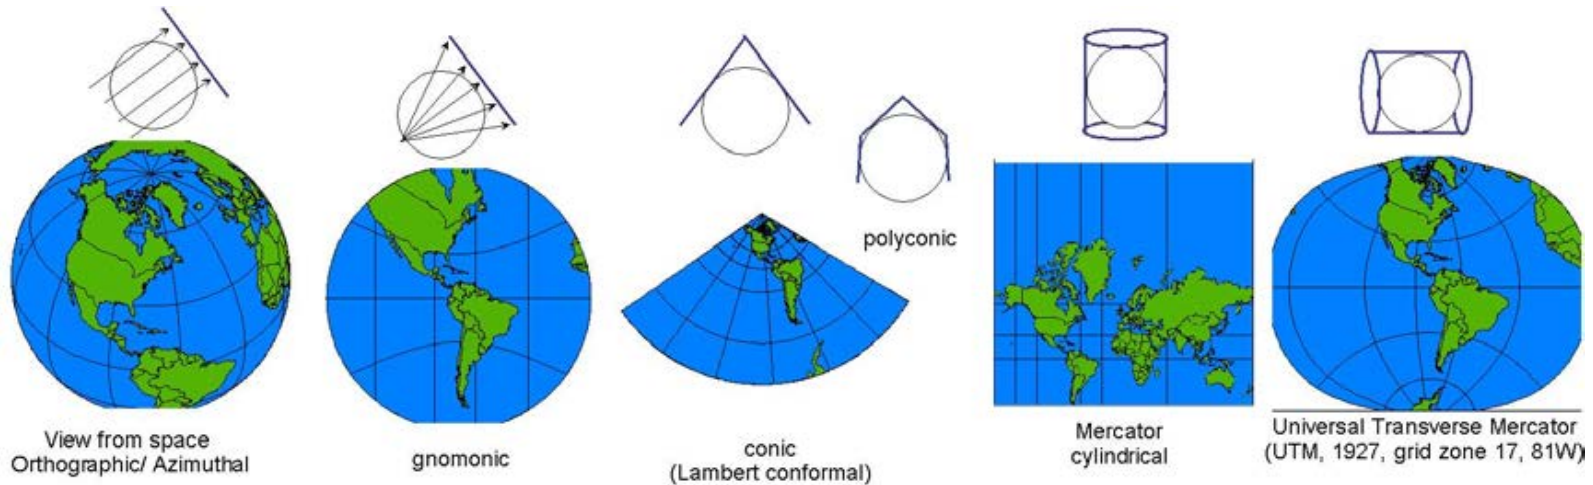 View from space
Orthographic/ Azimuthal
gnomonic
conic
(Lambert conformal)
polyconic
Mercator
cylindrical
Universal Transverse Mercator
(UTM, 1927, grid zone 17, 81W)